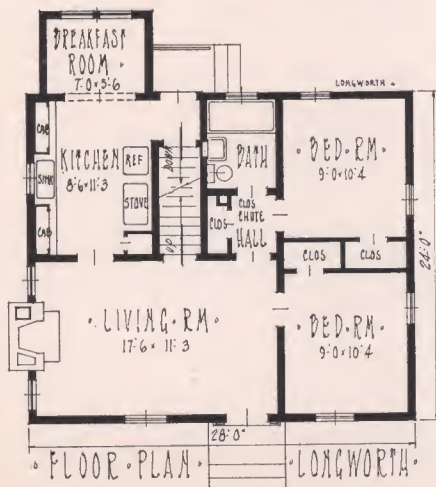 BREAKFAST
ROOM
7-0×5-6
LONGWORTH
CAB
KITCHEN
8-6×11-3
REF
SINK
STOVE
CAB
DOWN
UP
BATH
BED-RM
9-0×10-4
CLOS
CLOS
CHUTE
HALL
CLOS
CLOS
24'-0"
LIVING-RM
17-6×11-3
BED-RM
9-0×10-4
28'-0"
FLOOR-PLAN
LONGWORTH